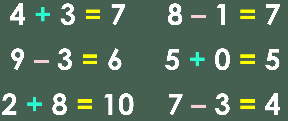 4 + 3 = 7 8 – 1 = 7
9 – 3 = 6 5 + 0 = 5
2 + 8 = 10 7 – 3 = 4